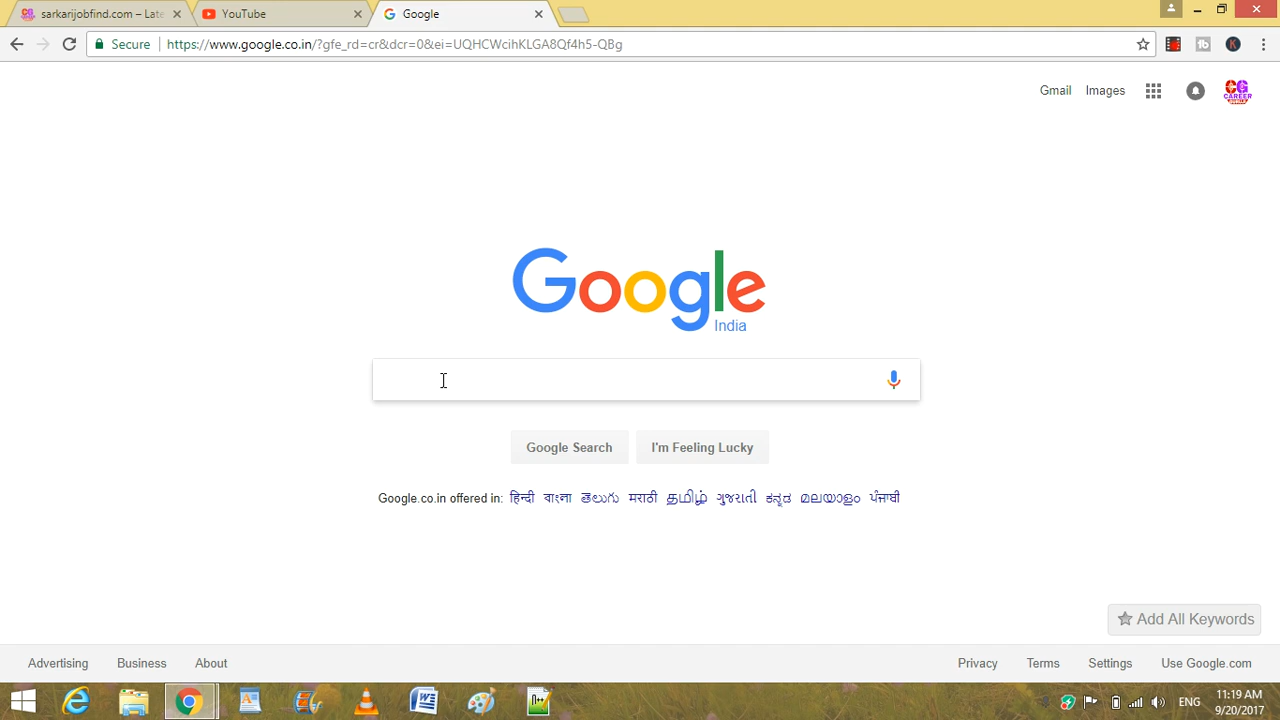 sarkarijobfind.com – Late
YouTube
Google
Secure
https://www.google.co.in/?gfe_rd=cr&dcr=0&ei=UQHCWcihKLGA8Qf4h5-QBg
Gmail
Images
CG
CAREER
Google
India
Google Search
I'm Feeling Lucky
Google.co.in offered in: हिन्दी বাংলা తెలుగు मराठी தமிழ் ગુજરાતી ಕನ್ನಡ മലയാളം ਪੰਜਾਬੀ
Add All Keywords
Advertising
Business
About
Privacy
Terms
Settings
Use Google.com
ENG
11:19 AM
9/20/2017